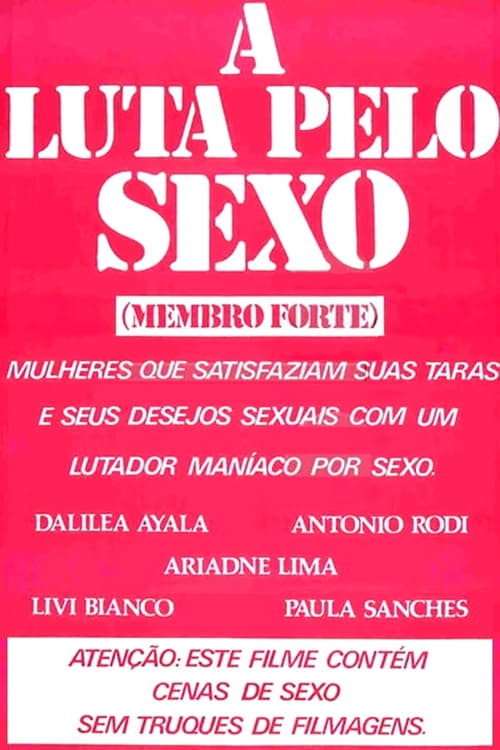 A
LUTA PELO
SEXO
(MEMBRO FORTE)
MULHERES QUE SATISFAZIAM SUAS TARAS
E SEUS DESEJOS SEXUAIS COM UM
LUTADOR MANÍACO POR SEXO.
DALILEA AYALA ANTONIO RODI
ARIADNE LIMA
LIVI BIANCO PAULA SANCHES
ATENÇÃO: ESTE FILME CONTÉM
CENAS DE SEXO
SEM TRUQUES DE FILMAGENS.